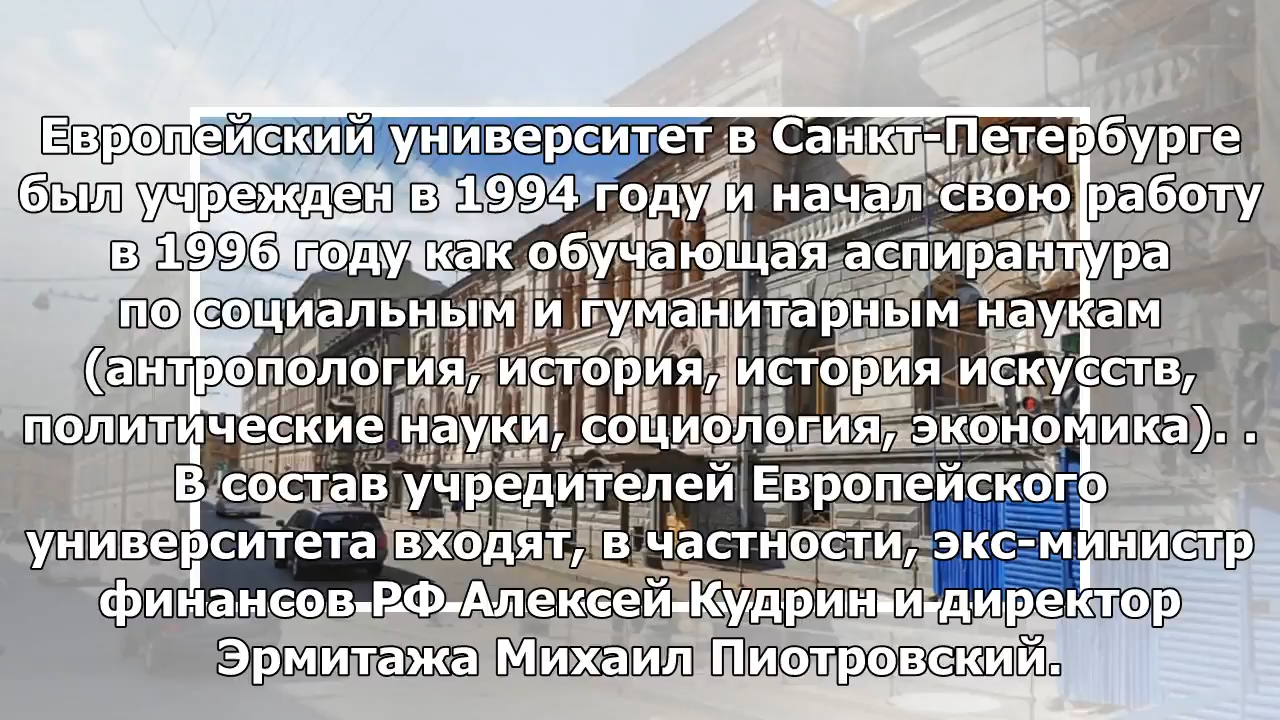 Европейский университет в Санкт-Петербурге
был учрежден в 1994 году и начал свою работу
в 1996 году как обучающая аспирантура
по социальным и гуманитарным наукам
(антропология, история, история искусств,
политические науки, социология, экономика). .
В состав учредителей Европейского
университета входят, в частности, экс-министр
финансов РФ Алексей Кудрин и директор
Эрмитажа Михаил Пиотровский.